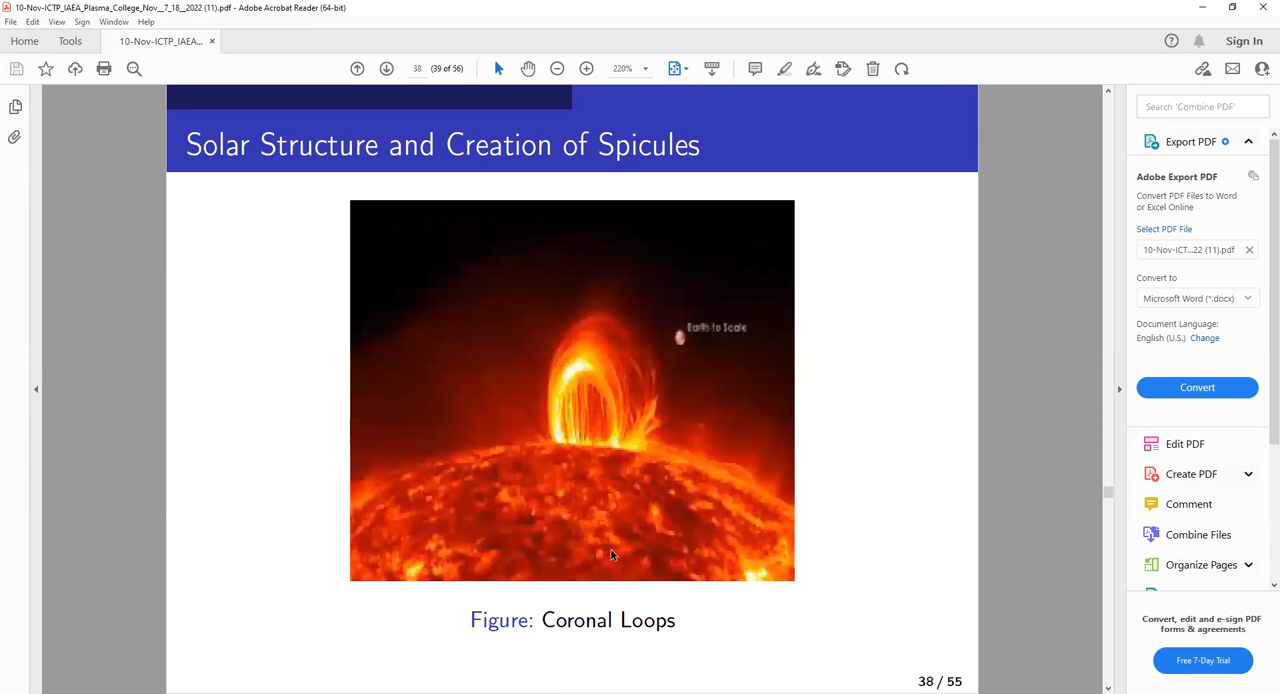 10-Nov-ICTP_IAEA_Plasma_College_Nov__7_18__2022 (11).pdf - Adobe Acrobat Reader (64-bit)
File Edit View Sign Window Help
Home Tools 10-Nov-ICTP_IAEA... × Sign In
38 (39 of 56) 220%
Solar Structure and Creation of Spicules
Earth to Scale
Figure: Coronal Loops
38 / 55
Search 'Combine PDF'
Export PDF
Adobe Export PDF
Convert PDF Files to Word
or Excel Online
Select PDF File
10-Nov-ICT...22 (11).pdf
Convert to
Microsoft Word (*.docx)
Document Language:
English (U.S.) Change
Convert
Edit PDF
Create PDF
Comment
Combine Files
Organize Pages
Convert, edit and e-sign PDF
forms & agreements
Free 7-Day Trial